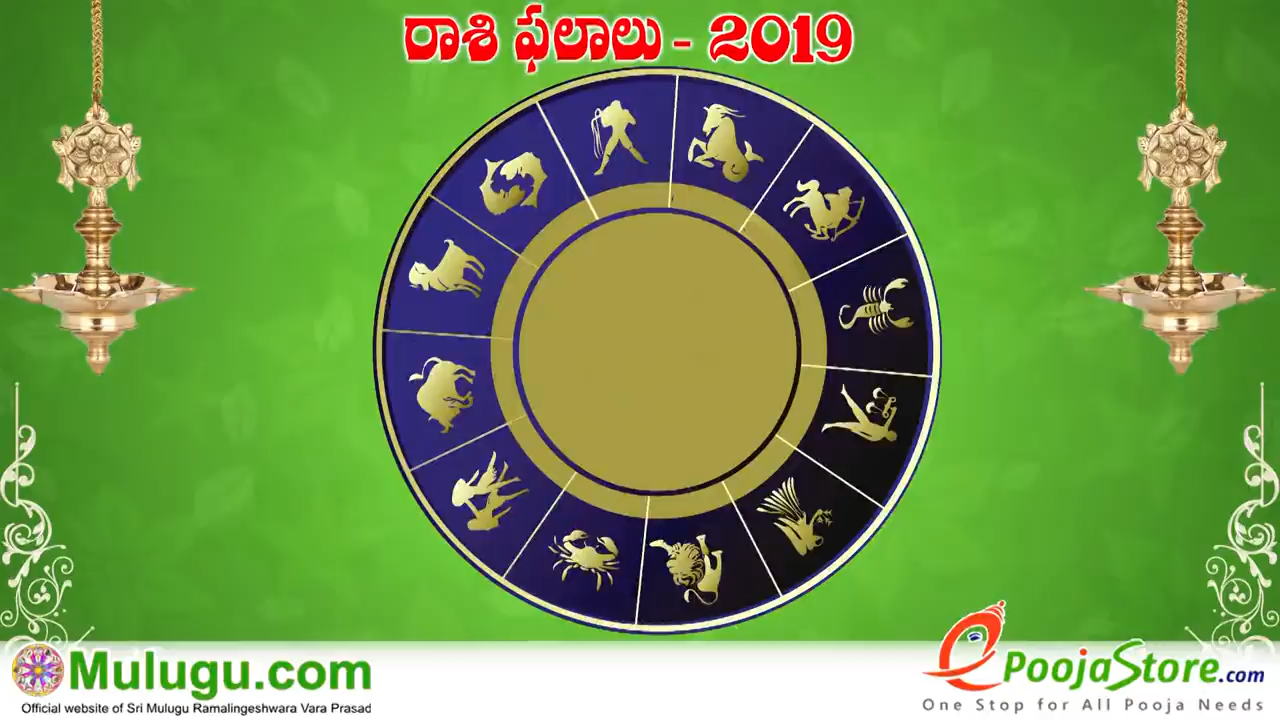 రాశి ఫలాలు - 2019
Mulugu.com
Official website of Sri Mulugu Ramalingeshwara Vara Prasad
ePoojaStore.com
One Stop for All Pooja Needs